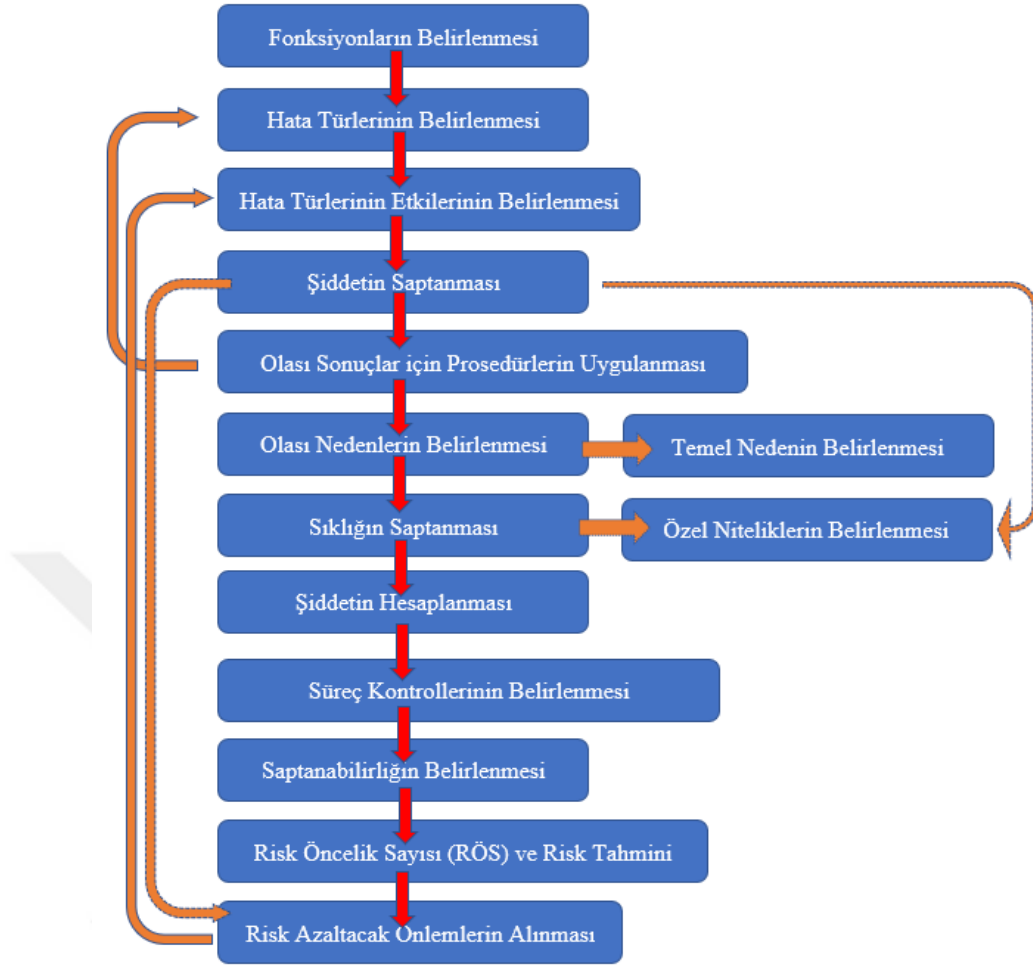 Fonksiyonların Belirlenmesi
Hata Türlerinin Belirlenmesi
Hata Türlerinin Etkilerinin Belirlenmesi
Şiddetin Saptanması
Olası Sonuçlar için Prosedürlerin Uygulanması
Olası Nedenlerin Belirlenmesi
Temel Nedenin Belirlenmesi
Sıklığın Saptanması
Özel Niteliklerin Belirlenmesi
Şiddetin Hesaplanması
Süreç Kontrollerinin Belirlenmesi
Saptanabilirliğin Belirlenmesi
Risk Öncelik Sayısı (RÖS) ve Risk Tahmini
Risk Azaltacak Önlemlerin Alınması